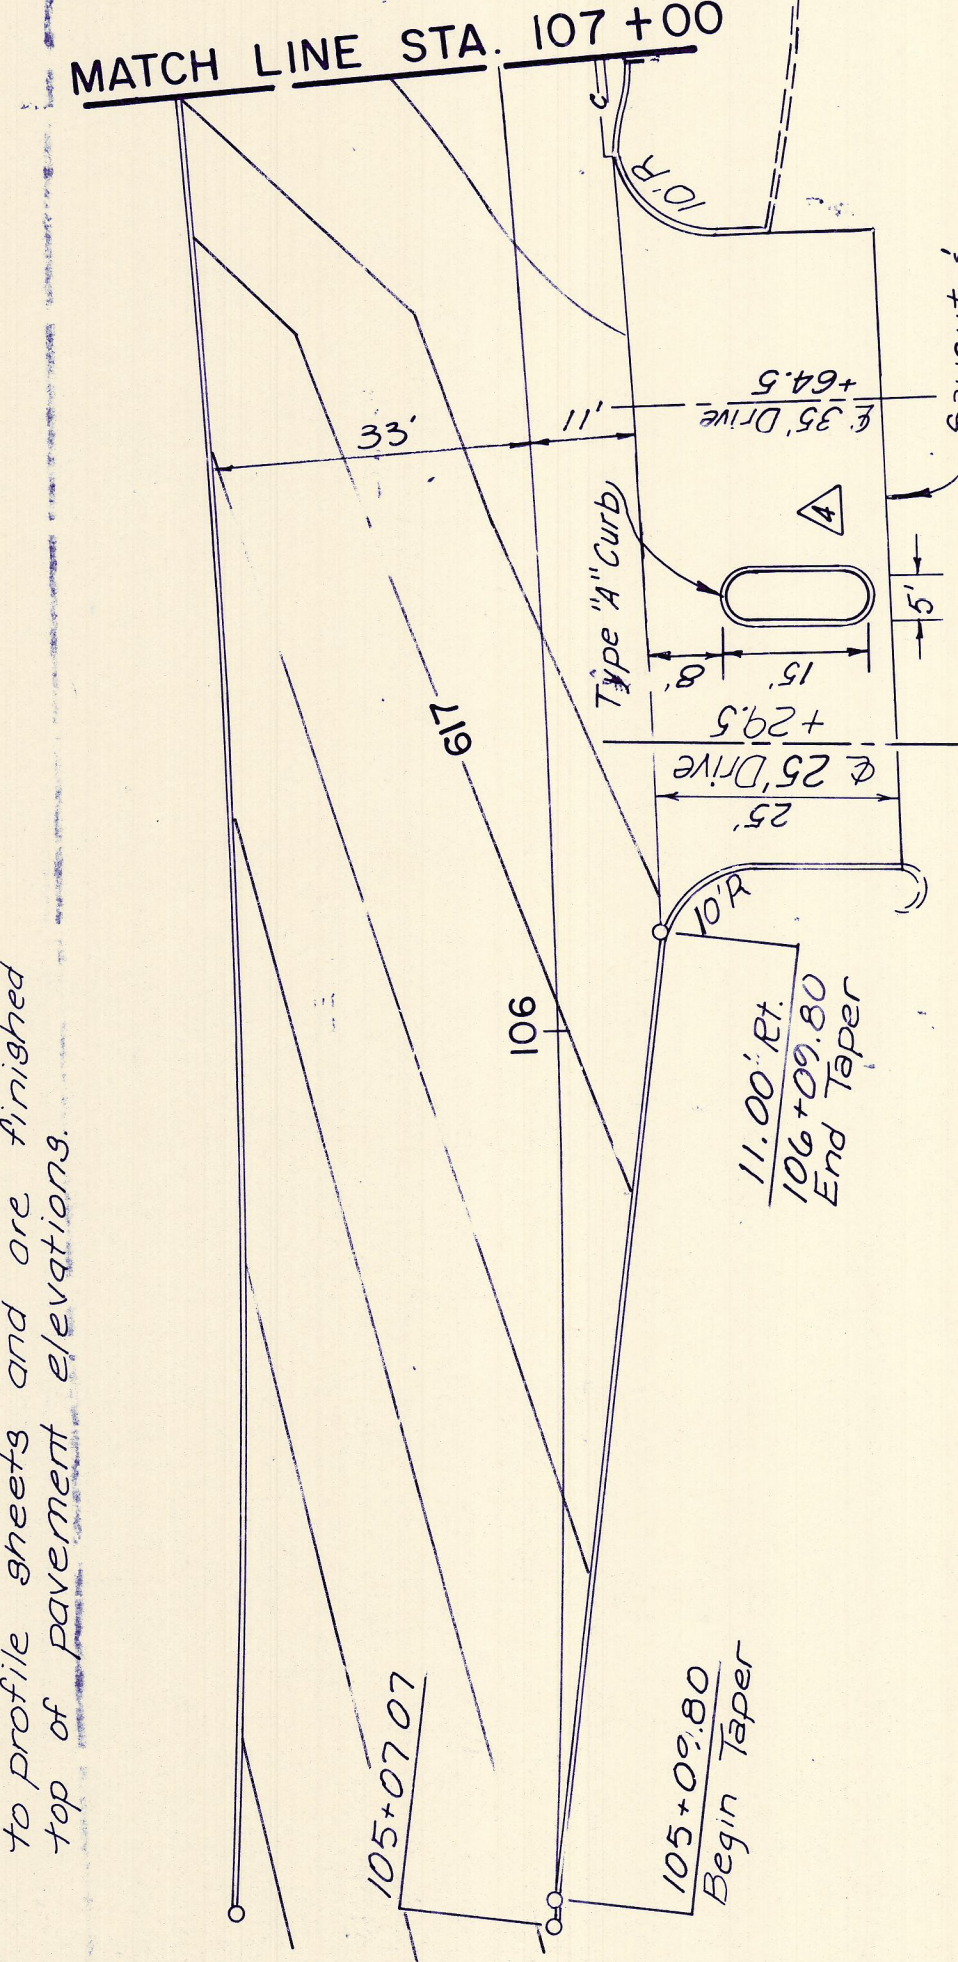 to profile sheets and are finished
top of pavement elevations.
MATCH LINE STA. 107 +00
10'R
33'
11'
+64.5
℄ 35' Drive
4
Type "A" Curb
5'
8'
15'
617
+29.5
℄ 25' Drive
25'
10'R
106
11.00' Rt.
106+09.80
End Taper
105+07.07
105+09.80
Begin Taper